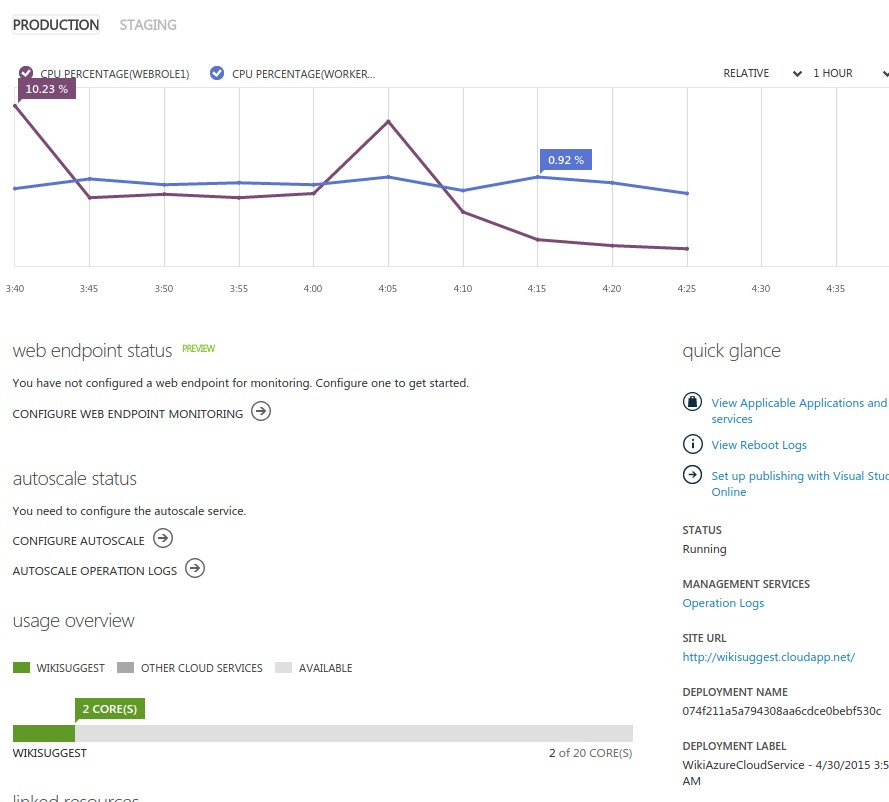 PRODUCTION STAGING
CPU PERCENTAGE(WEBROLE1) CPU PERCENTAGE(WORKER... RELATIVE 1 HOUR
10.23 %
0.92 %
3:40 3:45 3:50 3:55 4:00 4:05 4:10 4:15 4:20 4:25 4:30 4:35
web endpoint status PREVIEW
You have not configured a web endpoint for monitoring. Configure one to get started.
CONFIGURE WEB ENDPOINT MONITORING
autoscale status
You need to configure the autoscale service.
CONFIGURE AUTOSCALE
AUTOSCALE OPERATION LOGS
usage overview
WIKISUGGEST OTHER CLOUD SERVICES AVAILABLE
2 CORE(S)
WIKISUGGEST 2 of 20 CORE(S)
linked resources
quick glance
View Applicable Applications and
services
View Reboot Logs
Set up publishing with Visual Stud
Online
STATUS
Running
MANAGEMENT SERVICES
Operation Logs
SITE URL
http://wikisuggest.cloudapp.net/
DEPLOYMENT NAME
074f211a5a794308aa6cdce0bebf530c
DEPLOYMENT LABEL
WikiAzureCloudService - 4/30/2015 3:5
AM